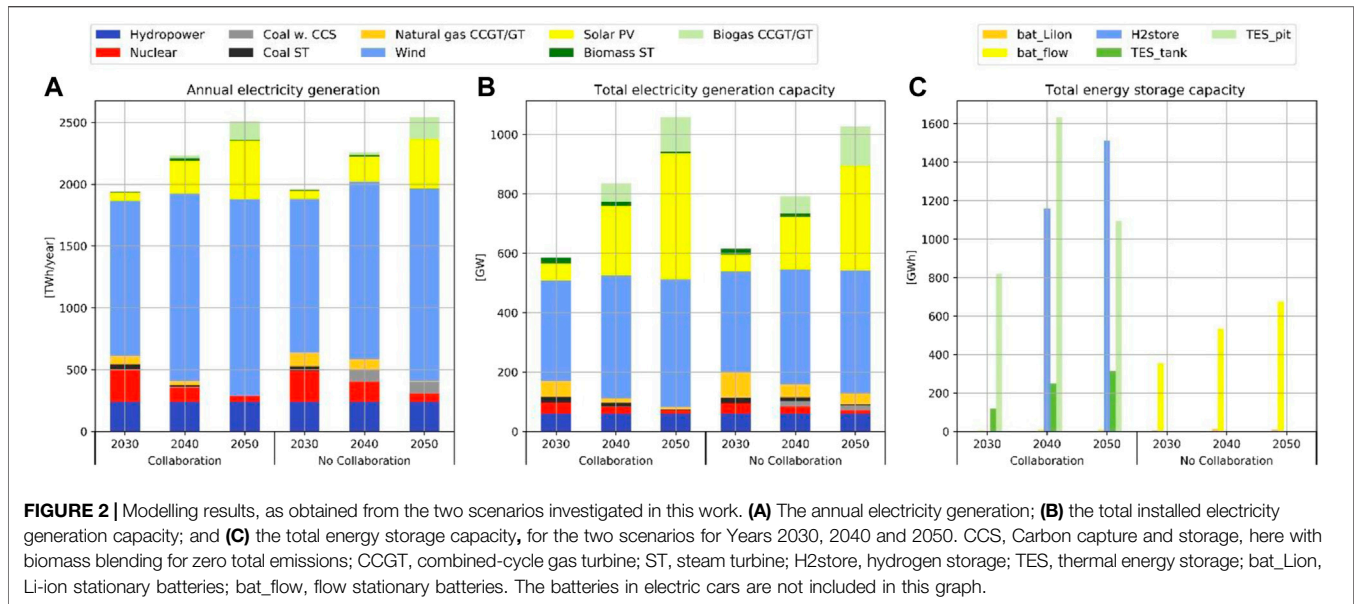 Hydropower Coal w. CCS Natural gas CCGT/GT Solar PV Biogas CCGT/GT
Nuclear Coal ST Wind Biomass ST
bat_LiIon H2store TES_pit
bat_flow TES_tank
A
Annual electricity generation
[TWh/year]
2500
2000
1500
1000
500
0
2030 2040 2050 2030 2040 2050
Collaboration No Collaboration
B
Total electricity generation capacity
[GW]
1000
800
600
400
200
0
2030 2040 2050 2030 2040 2050
Collaboration No Collaboration
C
Total energy storage capacity
[GWh]
1600
1400
1200
1000
800
600
400
200
0
2030 2040 2050 2030 2040 2050
Collaboration No Collaboration
FIGURE 2 | Modelling results, as obtained from the two scenarios investigated in this work. (A) The annual electricity generation; (B) the total installed electricity
generation capacity; and (C) the total energy storage capacity, for the two scenarios for Years 2030, 2040 and 2050. CCS, Carbon capture and storage, here with
biomass blending for zero total emissions; CCGT, combined-cycle gas turbine; ST, steam turbine; H2store, hydrogen storage; TES, thermal energy storage; bat_Lion,
Li-ion stationary batteries; bat_flow, flow stationary batteries. The batteries in electric cars are not included in this graph.